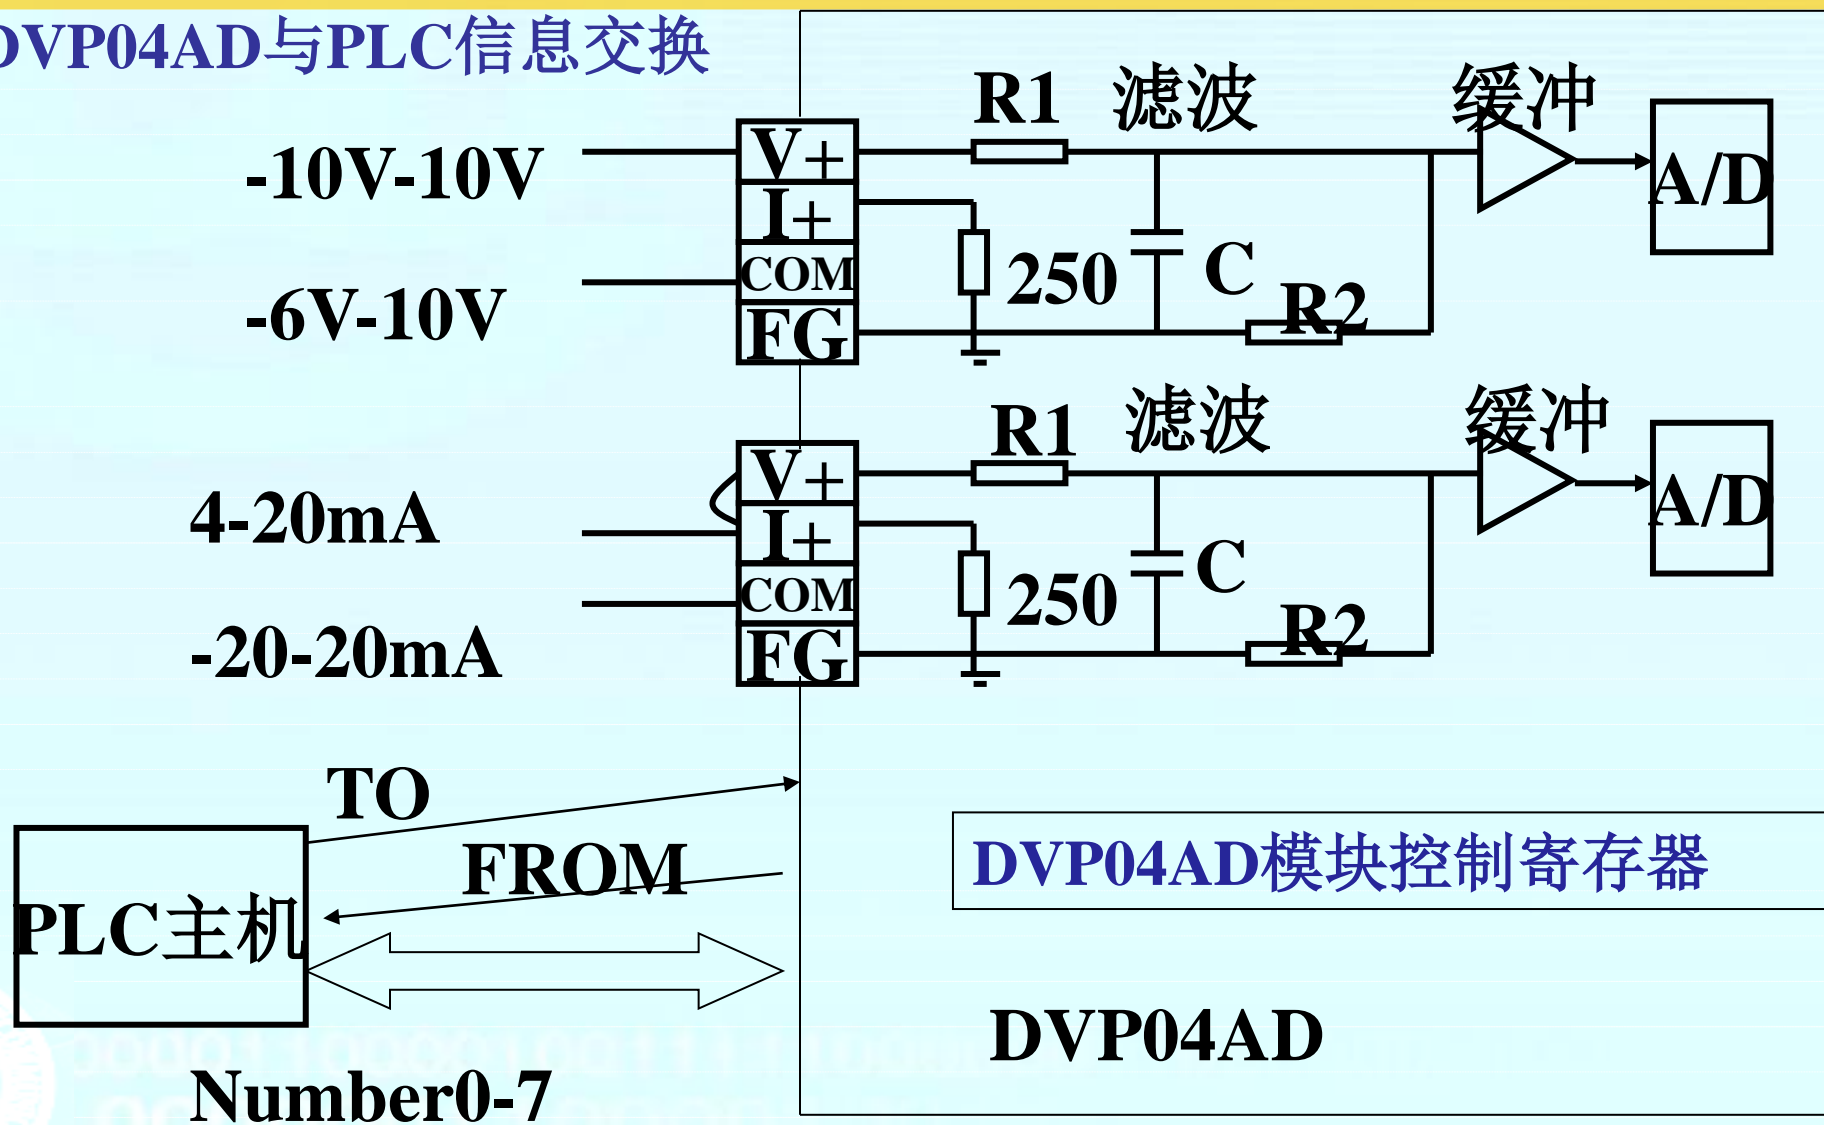 DVP04AD与PLC信息交换
R1 滤波 缓冲
-10V-10V V+ A/D
I+
-6V-10V COM 250 C R2
FG
R1 滤波 缓冲
V+ A/D
4-20mA I+
COM 250 C
-20-20mA FG R2
TO
FROM
DVP04AD模块控制寄存器
PLC主机
DVP04AD
Number0-7